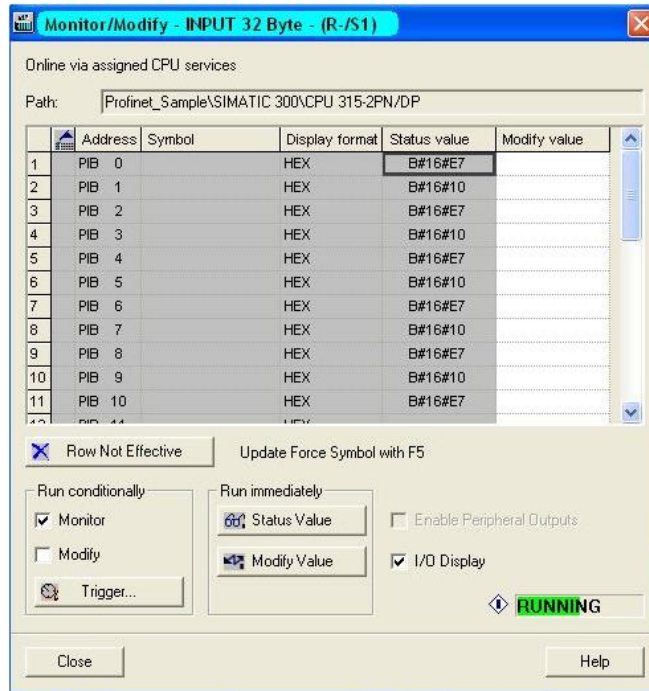 Monitor/Modify - INPUT 32 Byte - (R-/S1)
Online via assigned CPU services
Path: Profinet_Sample\SIMATIC 300\CPU 315-2PN/DP
Address Symbol Display format Status value Modify value
1 PIB 0 HEX B#16#E7
2 PIB 1 HEX B#16#10
3 PIB 2 HEX B#16#E7
4 PIB 3 HEX B#16#10
5 PIB 4 HEX B#16#E7
6 PIB 5 HEX B#16#10
7 PIB 6 HEX B#16#E7
8 PIB 7 HEX B#16#10
9 PIB 8 HEX B#16#E7
10 PIB 9 HEX B#16#10
11 PIB 10 HEX B#16#E7
Row Not Effective Update Force Symbol with F5
Run conditionally Run immediately
Monitor Status Value Enable Peripheral Outputs
Modify Modify Value I/O Display
Trigger...
RUNNING
Close Help